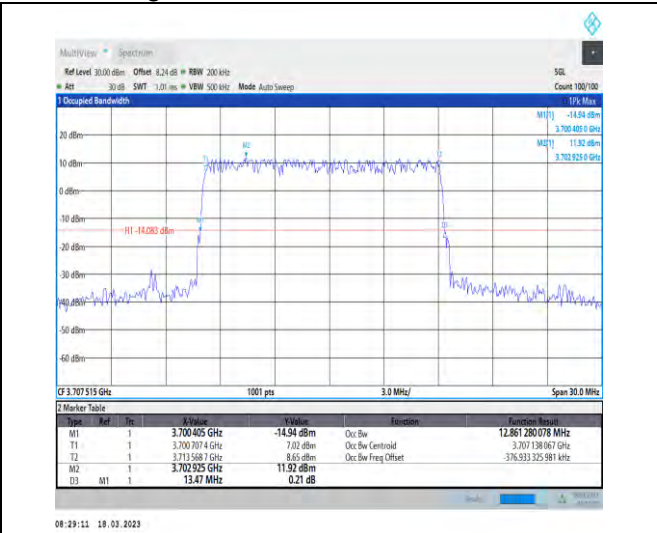 MultiView Spectrum
Ref Level 30.00 dBm Offset 8.24 dB RBW 200 kHz SGL
Att 30 dB SWT 1.01 ms VBW 500 kHz Mode Auto Sweep Count 100/100
1 Occupied Bandwidth 1Pk Max
M1[1] -14.94 dBm
3.700 405 0 GHz
M2[1] 11.92 dBm
3.702 925 0 GHz
20 dBm
M2
10 dBm
0 dBm
-10 dBm
H1 -14.083 dBm
-20 dBm
-30 dBm
-40 dBm
-50 dBm
-60 dBm
CF 3.707 515 GHz 1001 pts 3.0 MHz/ Span 30.0 MHz
2 Marker Table
Type Ref Trc X-Value Y-Value Function Function Result
M1 1 3.700 405 GHz -14.94 dBm Occ Bw 12.861 280 078 MHz
T1 1 3.700 707 4 GHz 7.02 dBm Occ Bw Centroid 3.707 138 067 GHz
T2 1 3.713 568 7 GHz 8.65 dBm Occ Bw Freq Offset -376.933 325 981 kHz
M2 1 3.702 925 GHz 11.92 dBm
D3 M1 1 13.47 MHz 0.21 dB
08:29:11 18.03.2023